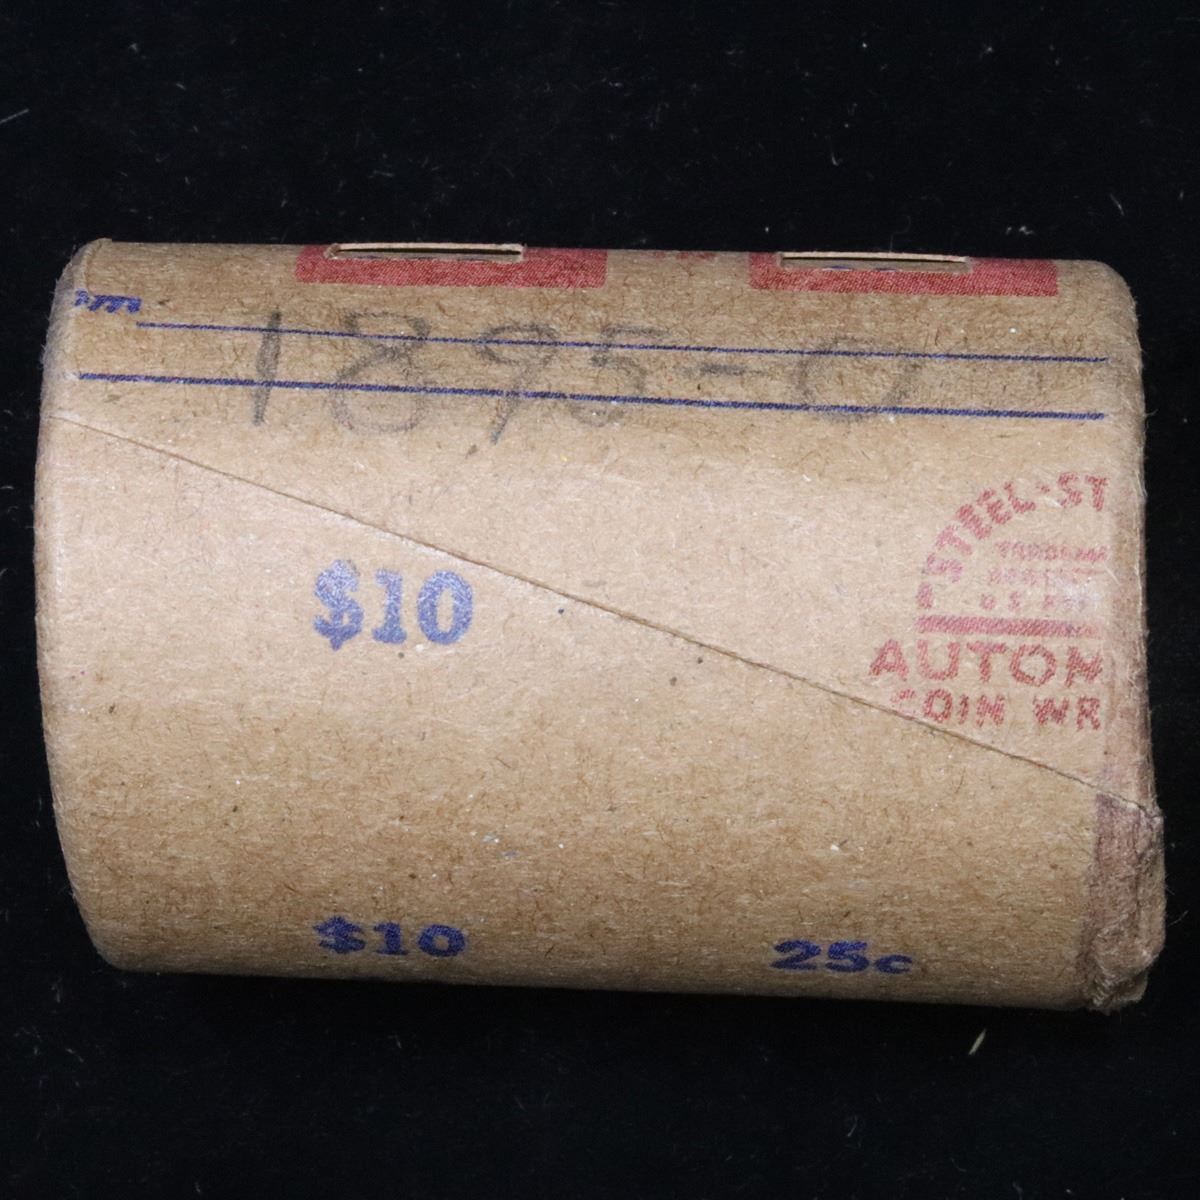 1895-O
STEEL-ST
$10
AUTOM
COIN WR
$10 25c